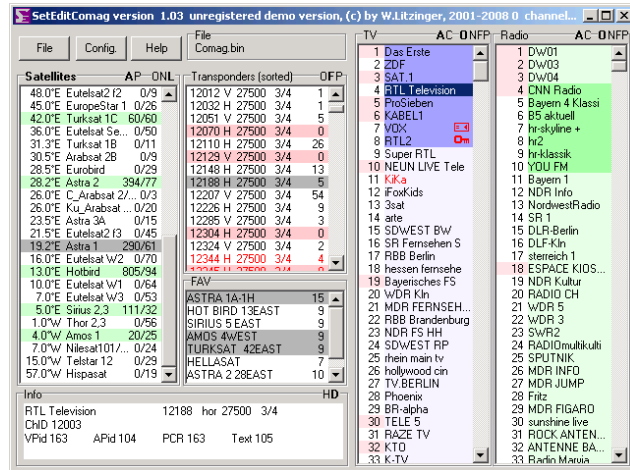 SetEditComag version 1.03 unregistered demo version, (c) by W.Litzinger, 2001-2008 0 channel...
File Config. Help
File
Comag.bin
Satellites AP ONL
48.0°E Eutelsat2 f2 0/9
45.0°E EuropeStar 1 0/26
42.0°E Turksat 1C 60/60
36.0°E Eutelsat Se... 0/50
31.3°E Turksat 1B 0/11
30.5°E Arabsat 2B 0/9
28.5°E Eurobird 0/29
28.2°E Astra 2 394/77
26.0°E C_Arabsat 2/... 0/3
26.0°E Ku_Arabsat ... 0/20
23.5°E Astra 3A 0/15
21.5°E Eutelsat2 f3 0/45
19.2°E Astra 1 290/61
16.0°E Eutelsat W2 0/70
13.0°E Hotbird 805/94
10.0°E Eutelsat W1 0/64
7.0°E Eutelsat W3 0/53
5.0°E Sirius 2,3 111/32
1.0°W Thor 2,3 0/56
4.0°W Amos 1 20/25
7.0°W Nilesat101/... 0/24
15.0°W Telstar 12 0/29
57.0°W Hispasat 0/19
Transponders (sorted) OFP
12012 V 27500 3/4 1
12032 H 27500 3/4 1
12051 V 27500 3/4 5
12070 H 27500 3/4 0
12110 H 27500 3/4 26
12129 V 27500 3/4 0
12148 H 27500 3/4 13
12188 H 27500 3/4 5
12207 V 27500 3/4 54
12226 H 27500 3/4 9
12285 V 27500 3/4 3
12304 H 27500 3/4 0
12324 V 27500 3/4 2
12344 H 27500 3/4 4
12345 H 27500 3/4 0
FAV
ASTRA 1A-1H 15
HOT BIRD 13EAST 9
SIRIUS 5 EAST 9
AMOS 4WEST 9
TURKSAT 42EAST 9
HELLASAT 7
ASTRA 2 28EAST 10
Info HD
RTL Television 12188 hor 27500 3/4
ChID 12003
VPid 163 APid 104 PCR 163 Text 105
TV AC ONFP
1 Das Erste
2 ZDF
3 SAT.1
4 RTL Television
5 ProSieben
6 KABEL1
7 VOX
8 RTL2
9 Super RTL
10 NEUN LIVE Tele
11 KiKa
12 iFoxKids
13 3sat
14 arte
15 SDWEST BW
16 SR Fernsehen S
17 RBB Berlin
18 hessen fernsehe
19 Bayerisches FS
20 WDR Kln
21 MDR FERNSEH...
22 RBB Brandenburg
23 NDR FS HH
24 SDWEST RP
25 rhein main tv
26 hollywood cin
27 TV.BERLIN
28 Phoenix
29 BR-alpha
30 TELE 5
31 RAZE TV
32 KTO
33 K-TV
Radio AC ONFP
1 DW01
2 DW03
3 DW04
4 CNN Radio
5 Bayern 4 Klassi
6 B5 aktuell
7 hr-skyline +
8 hr2
9 hr-klassik
10 YOU FM
11 Bayern 1
12 NDR Info
13 NordwestRadio
14 SR 1
15 DLR-Berlin
16 DLF-Kln
17 sterreich 1
18 ESPACE KIOS...
19 NDR Kultur
20 RADIO CH
21 WDR 5
22 WDR 3
23 SWR2
24 RADIOmultikulti
25 SPUTNIK
26 MDR INFO
27 MDR JUMP
28 Fritz
29 MDR FIGARO
30 sunshine live
31 ROCK ANTEN...
32 ANTENNE BA...
33 Radio Marvia